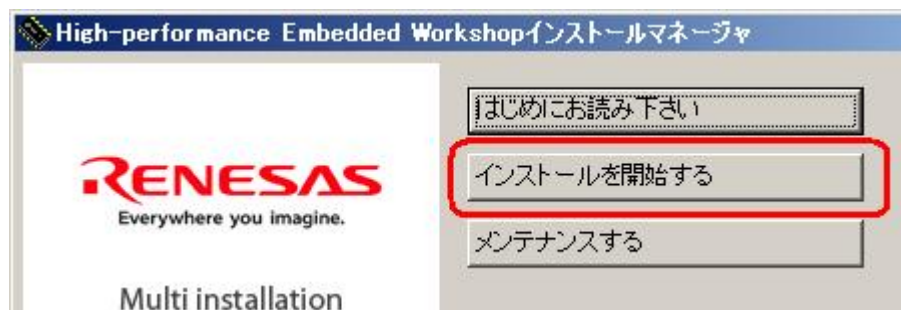 High-performance Embedded Workshopインストールマネージャ
はじめにお読み下さい
RENESAS
Everywhere you imagine.
インストールを開始する
メンテナンスする
Multi installation